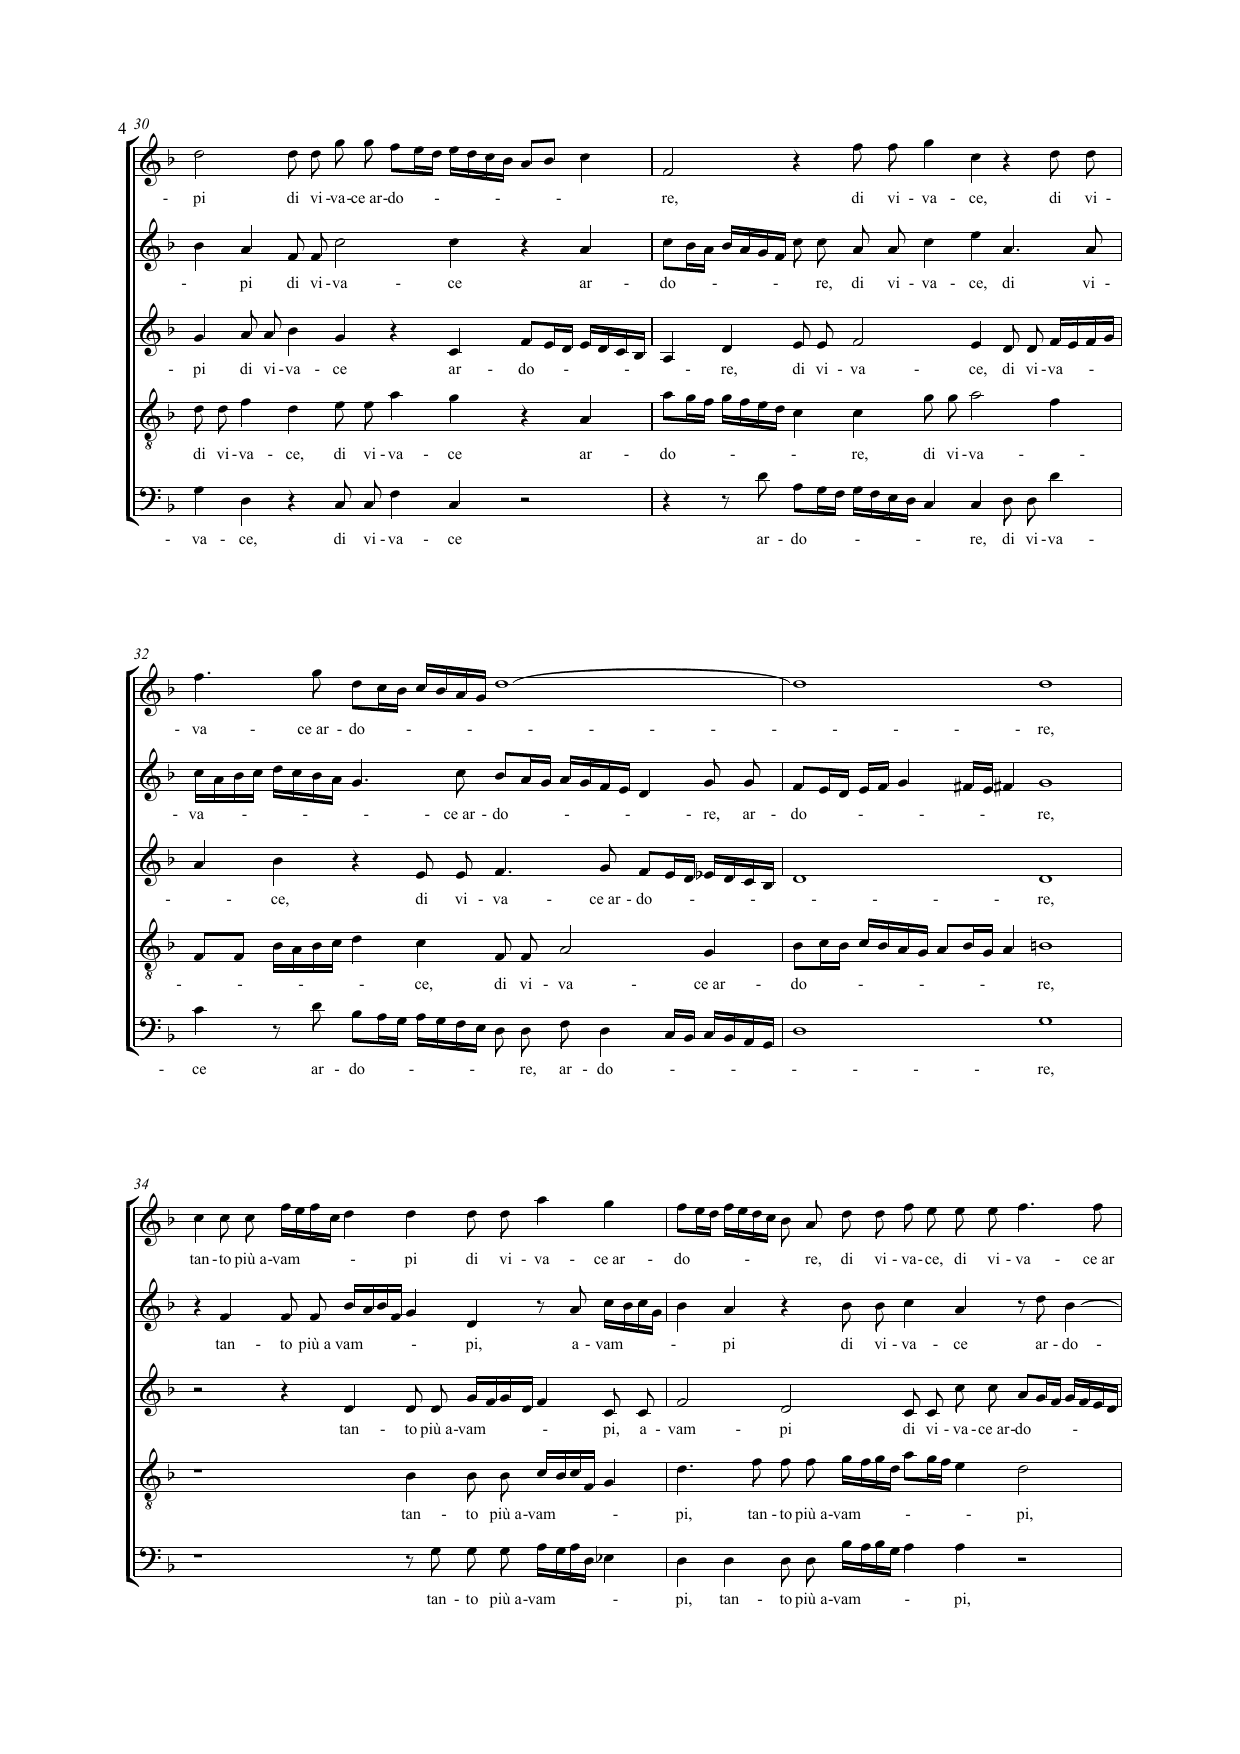 4 30
- pi di vi-va-ce ar-do - - - - re, di vi - va - ce, di vi -
- pi di vi-va - ce ar - do - - - re, di vi - va - ce, di vi -
- pi di vi-va - ce ar - do - - - - re, di vi - va - ce, di vi-va - -
di vi-va - ce, di vi-va - ce ar - do - - - re, di vi-va - -
- va - ce, di vi-va - ce ar-do - - - re, di vi-va -
32
- va - ce ar-do - - - - - - - - - - - - re,
- va - - - - - ce ar-do - - - - re, ar - do - - - - re,
- - ce, di vi - va - ce ar-do - - - - - - re,
- - - - - ce, di vi - va - ce ar - do - - - - re,
- ce ar - do - - - re, ar - do - - - - - - - re,
34
tan-to più a-vam - - pi di vi - va - ce ar - do - - - re, di vi-va-ce, di vi - va - ce ar
tan - to più a vam - - pi, a-vam - - pi di vi-va - ce ar-do -
tan - to più a-vam - - - pi, a - vam - pi di vi-va-ce ar-do - -
tan - to più a-vam - - - pi, tan-to più a-vam - - - pi,
tan-to più a-vam - - pi, tan - to più a-vam - - pi,